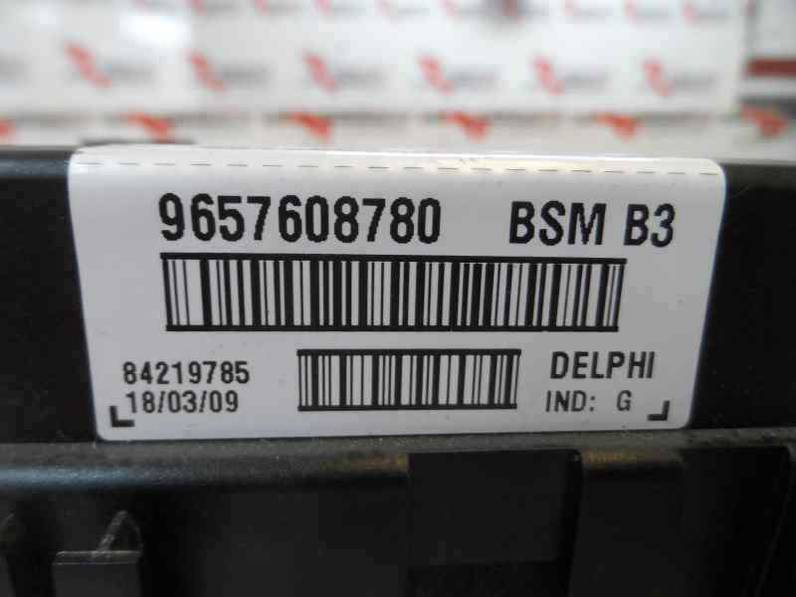 9657608780 BSM B3
84219785 DELPHI
18/03/09 IND: G